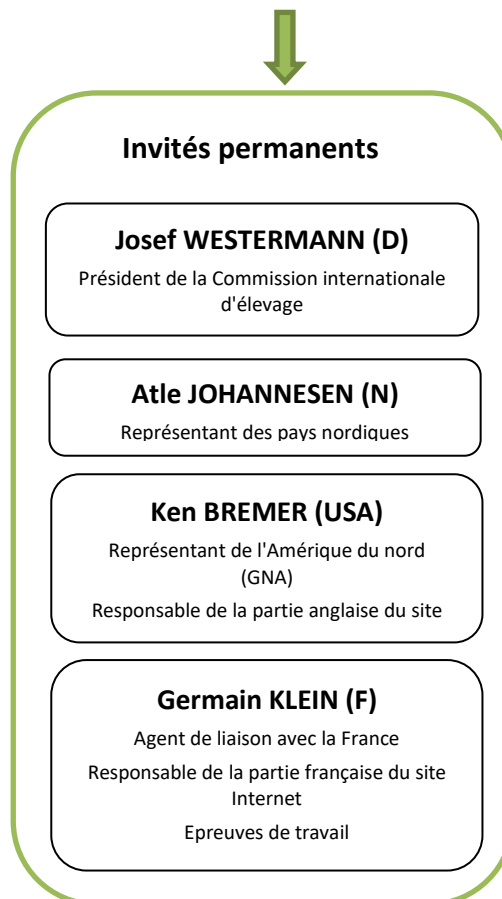 Invités permanents
Josef WESTERMANN (D)
Président de la Commission internationale
d'élevage
Atle JOHANNESEN (N)
Représentant des pays nordiques
Ken BREMER (USA)
Représentant de l'Amérique du nord
(GNA)
Responsable de la partie anglaise du site
Germain KLEIN (F)
Agent de liaison avec la France
Responsable de la partie française du site
Internet
Epreuves de travail